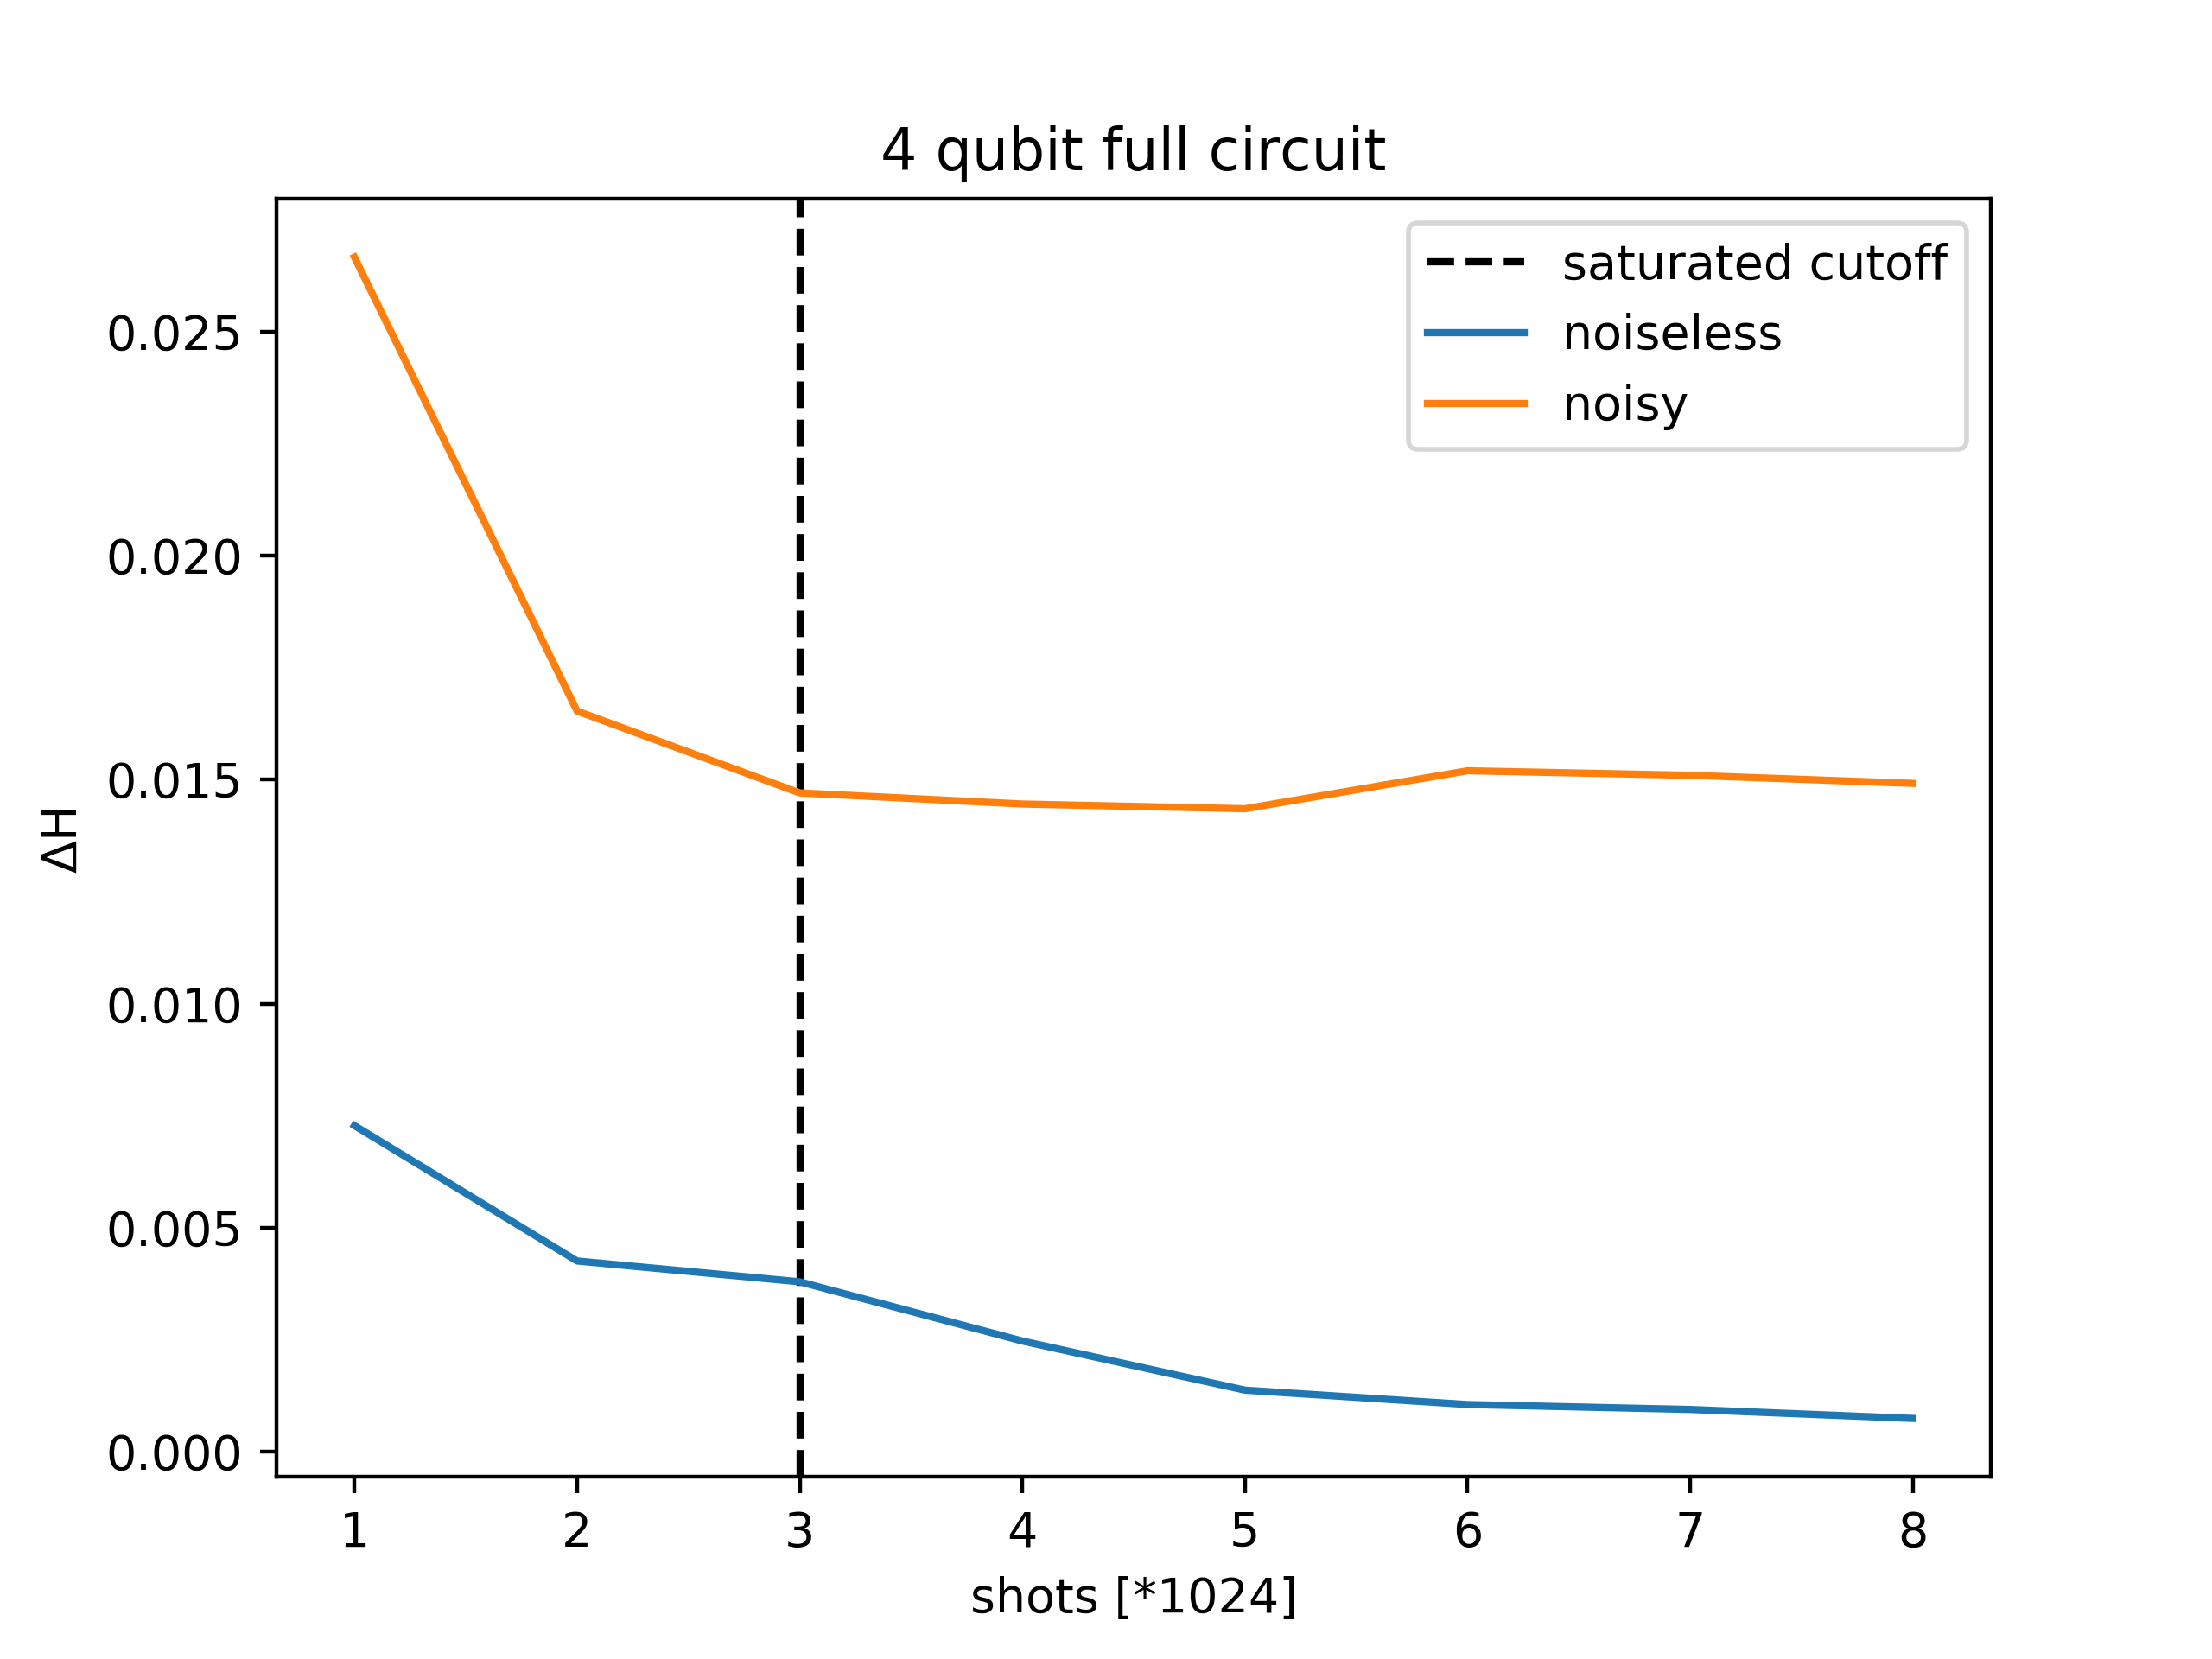 4 qubit full circuit
saturated cutoff
noiseless
noisy
0.025
0.020
0.015
0.010
0.005
0.000
ΔH
1 2 3 4 5 6 7 8
shots [*1024]